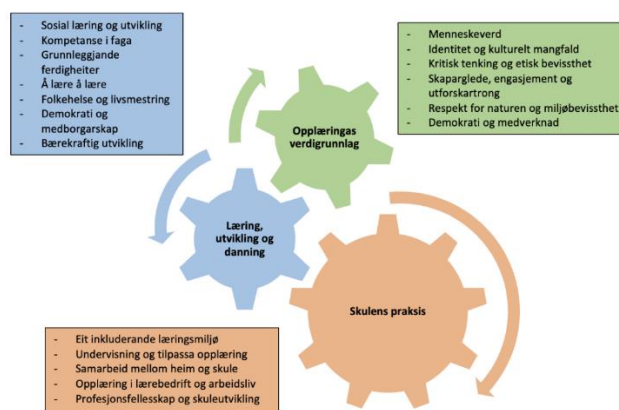 - Sosial læring og utvikling
- Kompetanse i faga
- Grunnleggjande
ferdigheiter
- Å lære å lære
- Folkehelse og livsmestring
- Demokrati og
medborgarskap
- Bærekraftig utvikling
- Menneskeverd
- Identitet og kulturelt mangfald
- Kritisk tenking og etisk bevissthet
- Skaparglede, engasjement og
utforskartrong
- Respekt for naturen og miljøbevissthet
- Demokrati og medverknad
Opplæringas
verdigrunnlag
Læring,
utvikling og
danning
Skulens praksis
- Eit inkluderande læringsmiljø
- Undervisning og tilpassa opplæring
- Samarbeid mellom heim og skule
- Opplæring i lærebedrift og arbeidsliv
- Profesjonsfellesskap og skuleutvikling